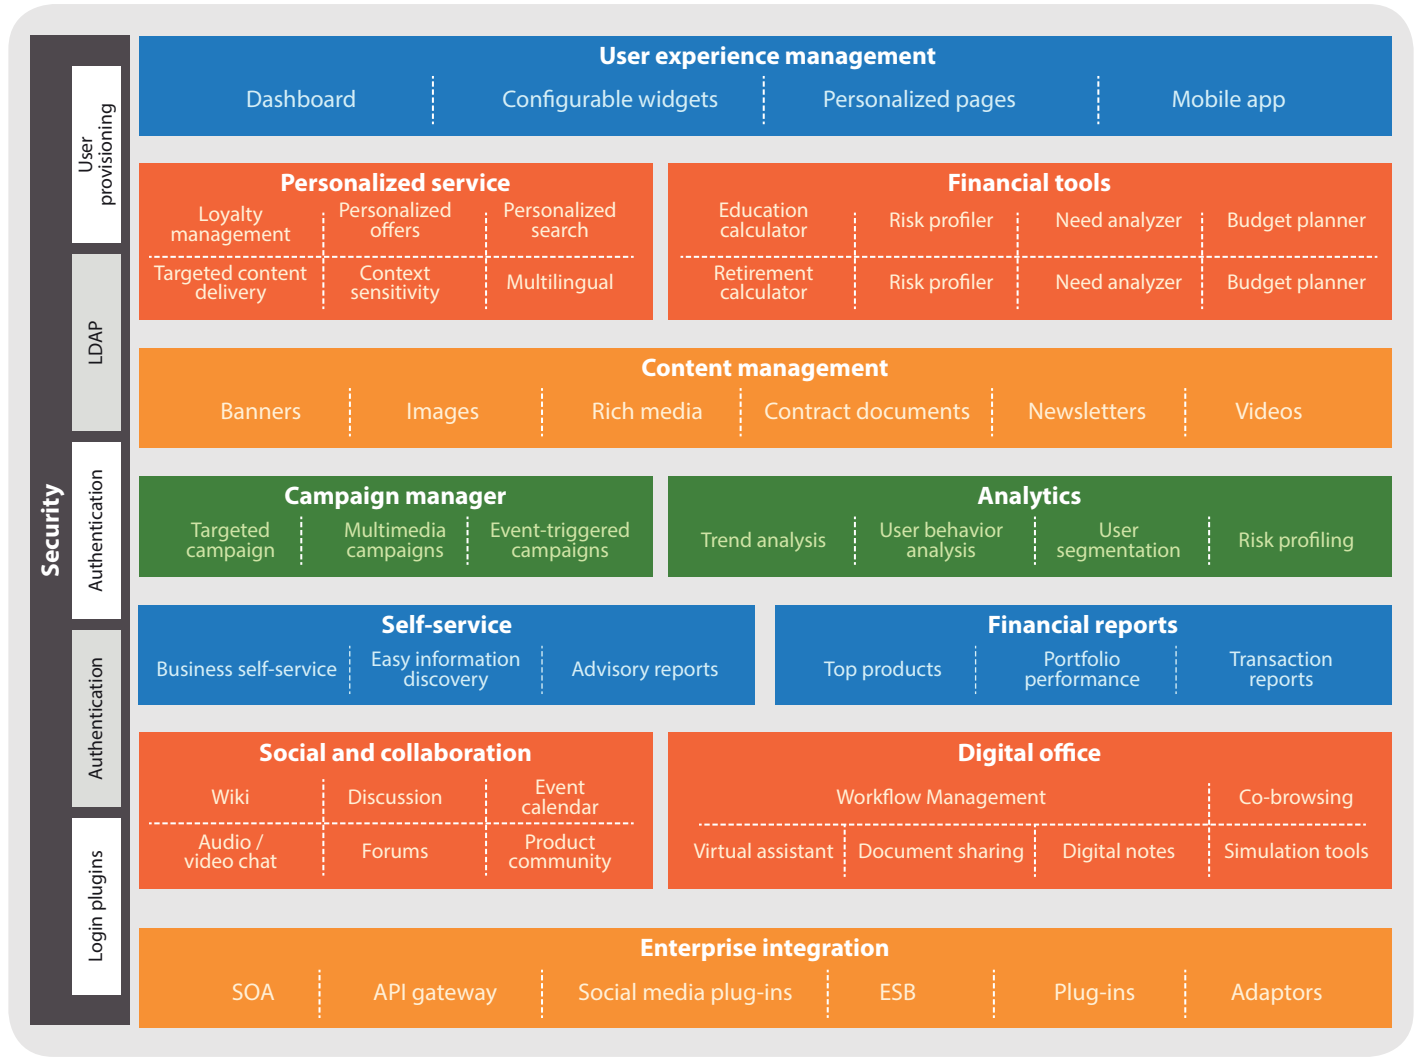 Security
User
provisioning
LDAP
Authentication
Authentication
Login plugins
User experience management
Dashboard
Configurable widgets
Personalized pages
Mobile app
Personalized service
Loyalty
management
Personalized
offers
Personalized
search
Targeted content
delivery
Context
sensitivity
Multilingual
Financial tools
Education
calculator
Risk profiler
Need analyzer
Budget planner
Retirement
calculator
Risk profiler
Need analyzer
Budget planner
Content management
Banners
Images
Rich media
Contract documents
Newsletters
Videos
Campaign manager
Targeted
campaign
Multimedia
campaigns
Event-triggered
campaigns
Analytics
Trend analysis
User behavior
analysis
User
segmentation
Risk profiling
Self-service
Business self-service
Easy information
discovery
Advisory reports
Financial reports
Top products
Portfolio
performance
Transaction
reports
Social and collaboration
Wiki
Discussion
Event
calendar
Audio /
video chat
Forums
Product
community
Digital office
Workflow Management
Co-browsing
Virtual assistant
Document sharing
Digital notes
Simulation tools
Enterprise integration
SOA
API gateway
Social media plug-ins
ESB
Plug-ins
Adaptors